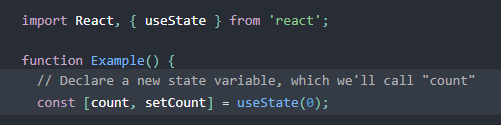 import React, { useState } from 'react';
function Example() {
// Declare a new state variable, which we'll call "count"
const [count, setCount] = useState(0);